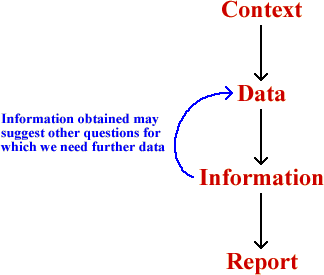 Context
Data
Information obtained may
suggest other questions for
which we need further data
Information
Report